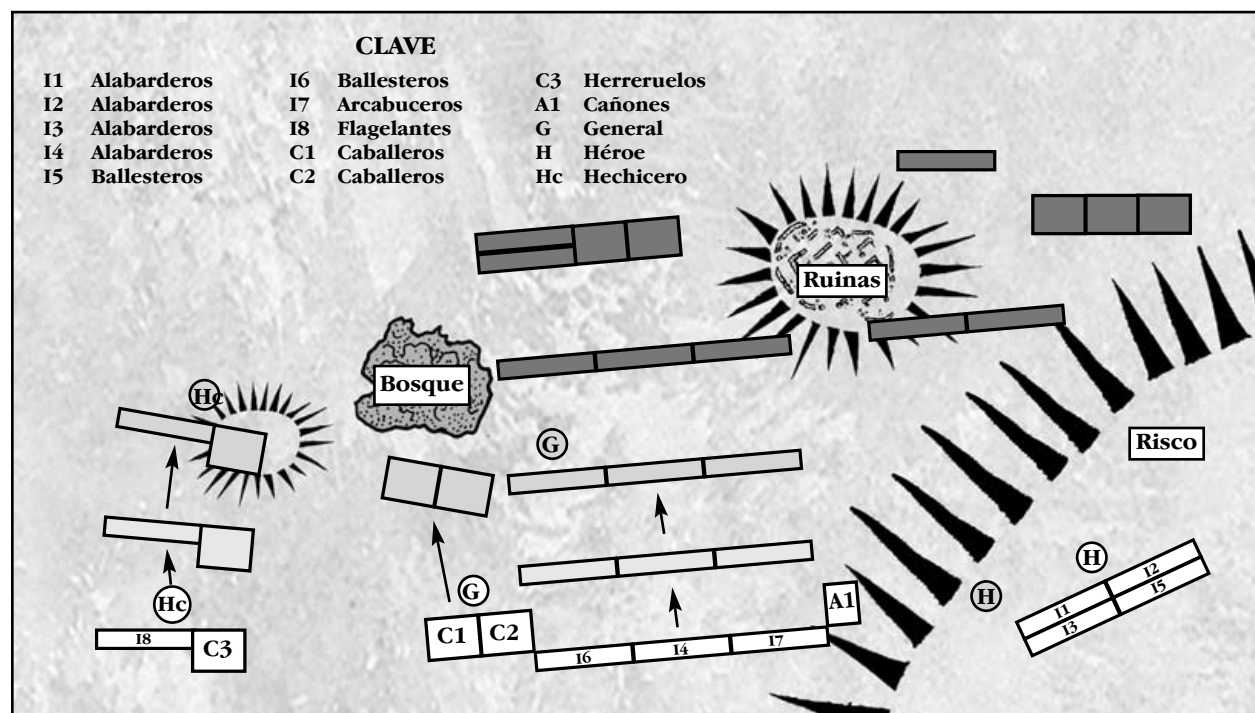 CLAVE
I1 Alabarderos I6 Ballesteros C3 Herreruelos
I2 Alabarderos I7 Arcabuceros A1 Cañones
I3 Alabarderos I8 Flagelantes G General
I4 Alabarderos C1 Caballeros H Héroe
I5 Ballesteros C2 Caballeros Hc Hechicero
Ruinas
Bosque
Hc
G
Risco
H
I2
I5
I1
I3
H
Hc
G
A1
I8
C3
C1
C2
I6
I4
I7